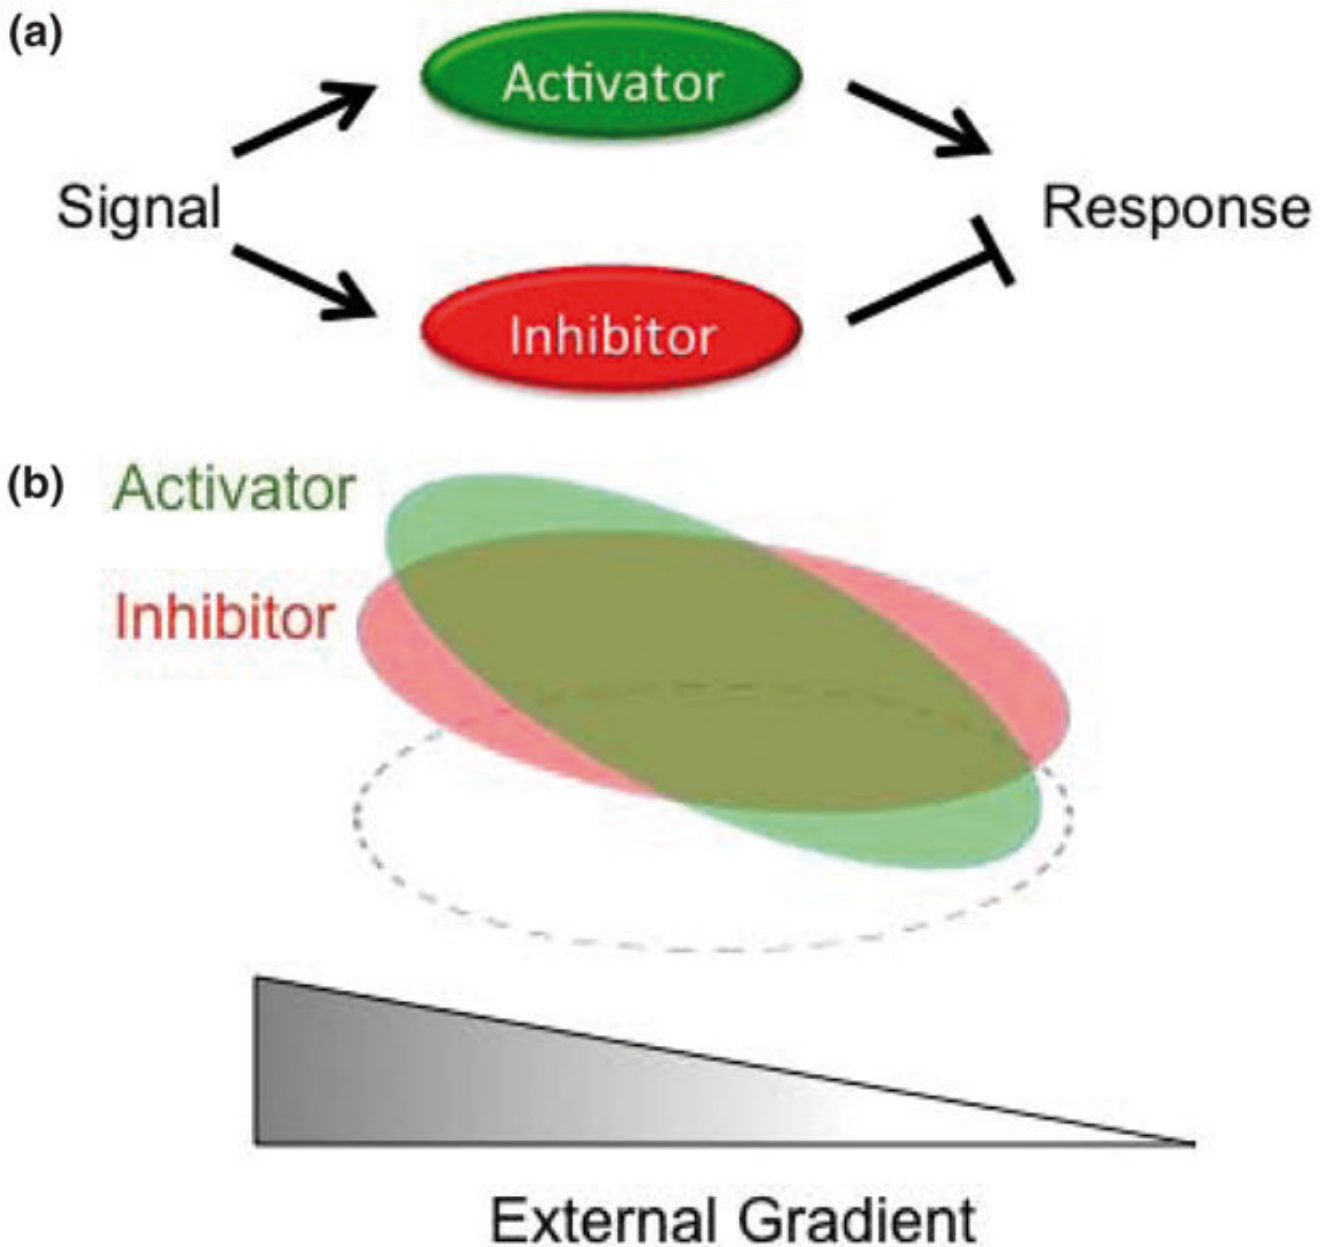 (a)
Activator
Signal
Response
Inhibitor
(b)
Activator
Inhibitor
External Gradient